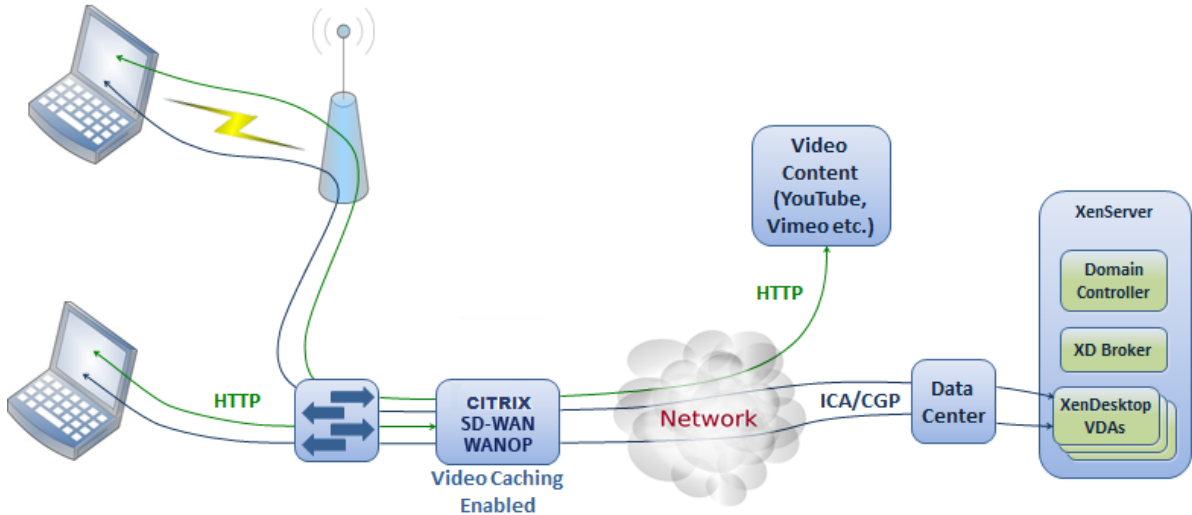 Video
Content
(YouTube,
Vimeo etc.)
XenServer
Domain
Controller
HTTP
XD Broker
HTTP
CITRIX
SD-WAN
WANOP
Network
ICA/CGP
Data
Center
XenDesktop
VDAs
Video Caching
Enabled